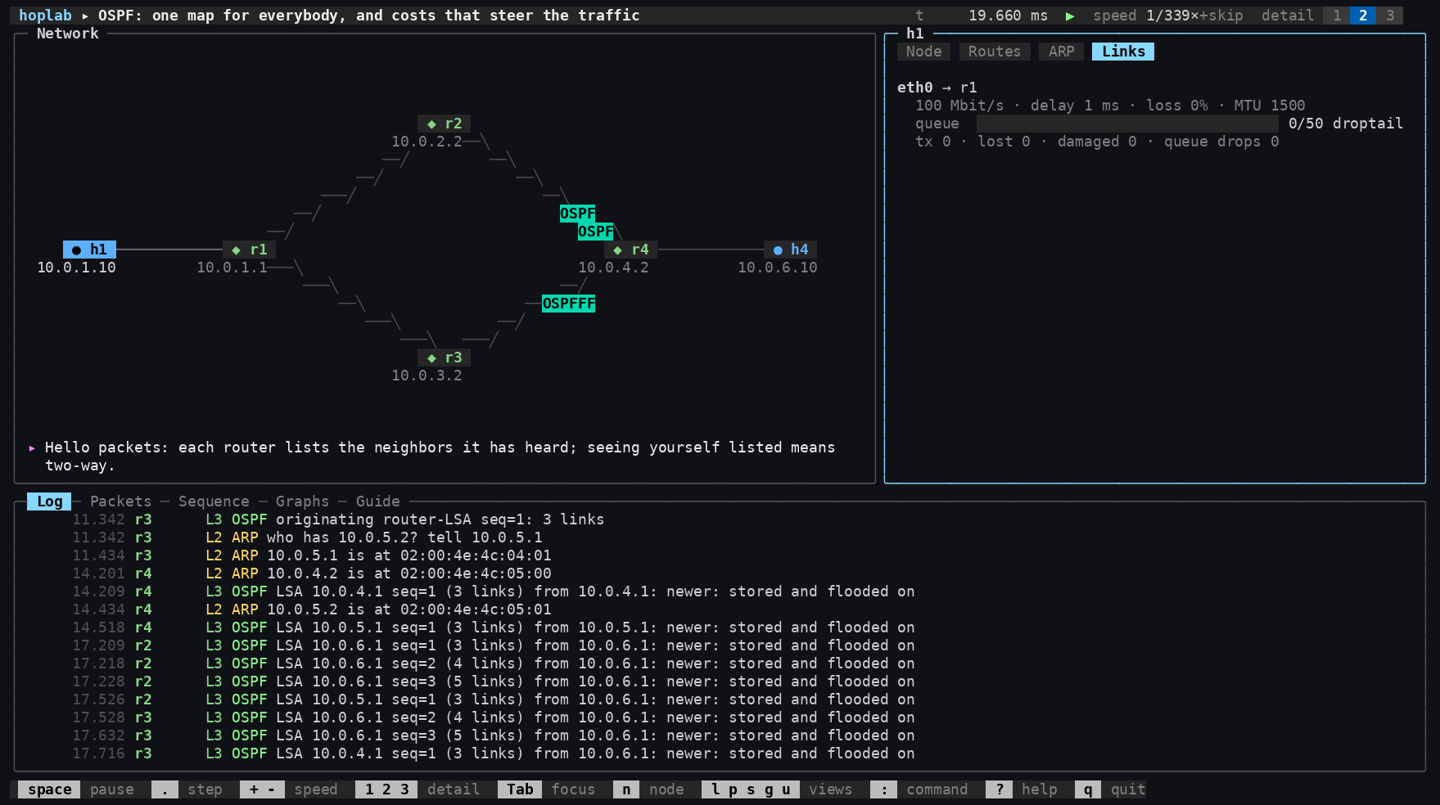 hoplab ▸ OSPF: one map for everybody, and costs that steer the traffic t 19.660 ms ▶ speed 1/339×+skip detail 1 2 3
Network
◆ r2
10.0.2.2
OSPF
OSPF
● h1 ◆ r1 ◆ r4 ● h4
10.0.1.10 10.0.1.1 10.0.4.2 10.0.6.10
OSPFFF
◆ r3
10.0.3.2
▸ Hello packets: each router lists the neighbors it has heard; seeing yourself listed means
two-way.
h1
Node Routes ARP Links
eth0 → r1
100 Mbit/s · delay 1 ms · loss 0% · MTU 1500
queue 0/50 droptail
tx 0 · lost 0 · damaged 0 · queue drops 0
Log Packets Sequence Graphs Guide
11.342 r3 L3 OSPF originating router-LSA seq=1: 3 links
11.342 r3 L2 ARP who has 10.0.5.2? tell 10.0.5.1
11.434 r3 L2 ARP 10.0.5.1 is at 02:00:4e:4c:04:01
14.201 r4 L2 ARP 10.0.4.2 is at 02:00:4e:4c:05:00
14.209 r4 L3 OSPF LSA 10.0.4.1 seq=1 (3 links) from 10.0.4.1: newer: stored and flooded on
14.434 r4 L2 ARP 10.0.5.2 is at 02:00:4e:4c:05:01
14.518 r4 L3 OSPF LSA 10.0.5.1 seq=1 (3 links) from 10.0.5.1: newer: stored and flooded on
17.209 r2 L3 OSPF LSA 10.0.6.1 seq=1 (3 links) from 10.0.6.1: newer: stored and flooded on
17.218 r2 L3 OSPF LSA 10.0.6.1 seq=2 (4 links) from 10.0.6.1: newer: stored and flooded on
17.228 r2 L3 OSPF LSA 10.0.6.1 seq=3 (5 links) from 10.0.6.1: newer: stored and flooded on
17.526 r2 L3 OSPF LSA 10.0.5.1 seq=1 (3 links) from 10.0.6.1: newer: stored and flooded on
17.528 r3 L3 OSPF LSA 10.0.6.1 seq=2 (4 links) from 10.0.6.1: newer: stored and flooded on
17.632 r3 L3 OSPF LSA 10.0.6.1 seq=3 (5 links) from 10.0.6.1: newer: stored and flooded on
17.716 r3 L3 OSPF LSA 10.0.4.1 seq=1 (3 links) from 10.0.6.1: newer: stored and flooded on
space pause . step + - speed 1 2 3 detail Tab focus n node l p s g u views : command ? help q quit